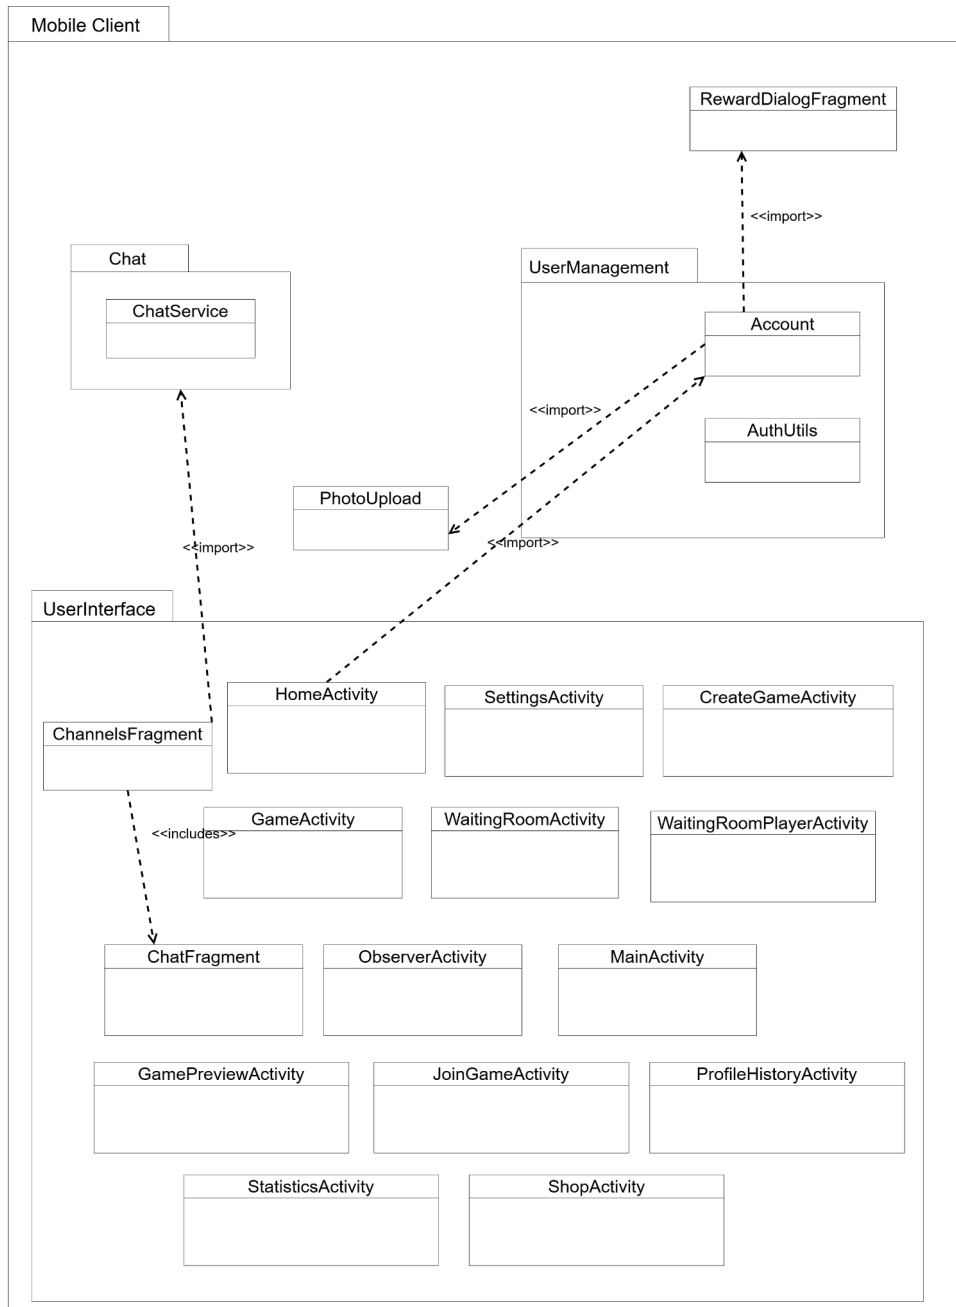 Mobile Client
RewardDialogFragment
<<import>>
Chat
UserManagement
ChatService
Account
<<import>>
AuthUtils
PhotoUpload
<<import>>
<<import>>
UserInterface
HomeActivity
SettingsActivity
CreateGameActivity
ChannelsFragment
GameActivity
WaitingRoomActivity
WaitingRoomPlayerActivity
<<includes>>
ChatFragment
ObserverActivity
MainActivity
GamePreviewActivity
JoinGameActivity
ProfileHistoryActivity
StatisticsActivity
ShopActivity